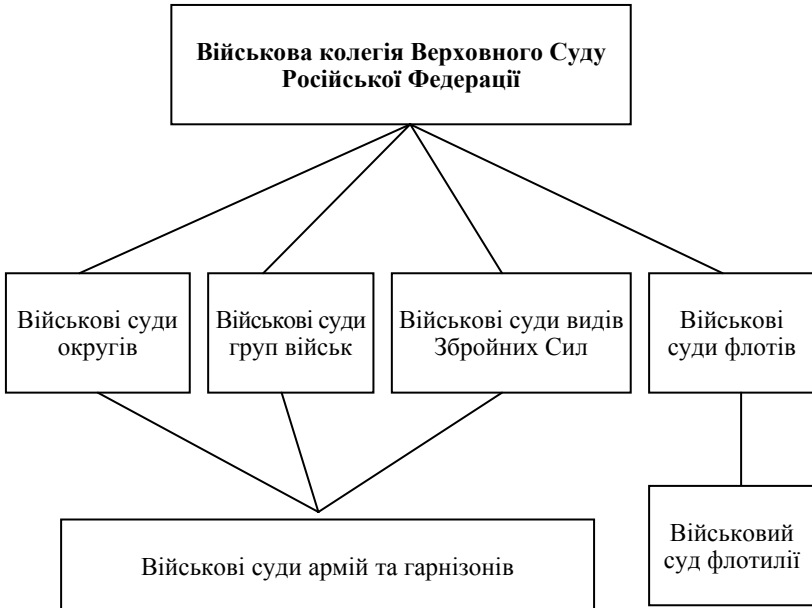 Військова колегія Верховного Суду
Російської Федерації
Військові суди
округів
Військові суди
груп військ
Військові суди видів
Збройних Сил
Військові
суди флотів
Військові суди армій та гарнізонів
Військовий
суд флотилії